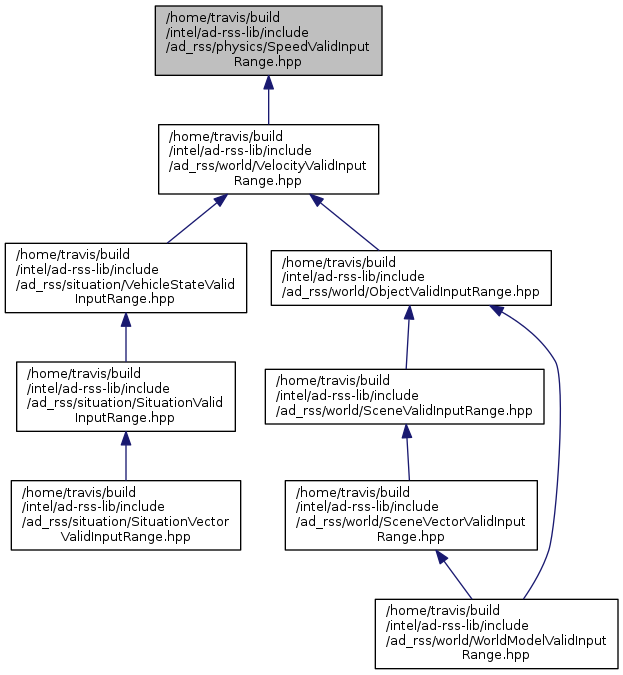 /home/travis/build
/intel/ad-rss-lib/include
/ad_rss/physics/SpeedValidInput
Range.hpp
/home/travis/build
/intel/ad-rss-lib/include
/ad_rss/world/VelocityValidInput
Range.hpp
/home/travis/build
/intel/ad-rss-lib/include
/ad_rss/situation/VehicleStateValid
InputRange.hpp
/home/travis/build
/intel/ad-rss-lib/include
/ad_rss/world/ObjectValidInputRange.hpp
/home/travis/build
/intel/ad-rss-lib/include
/ad_rss/situation/SituationValid
InputRange.hpp
/home/travis/build
/intel/ad-rss-lib/include
/ad_rss/world/SceneValidInputRange.hpp
/home/travis/build
/intel/ad-rss-lib/include
/ad_rss/situation/SituationVector
ValidInputRange.hpp
/home/travis/build
/intel/ad-rss-lib/include
/ad_rss/world/SceneVectorValidInput
Range.hpp
/home/travis/build
/intel/ad-rss-lib/include
/ad_rss/world/WorldModelValidInput
Range.hpp